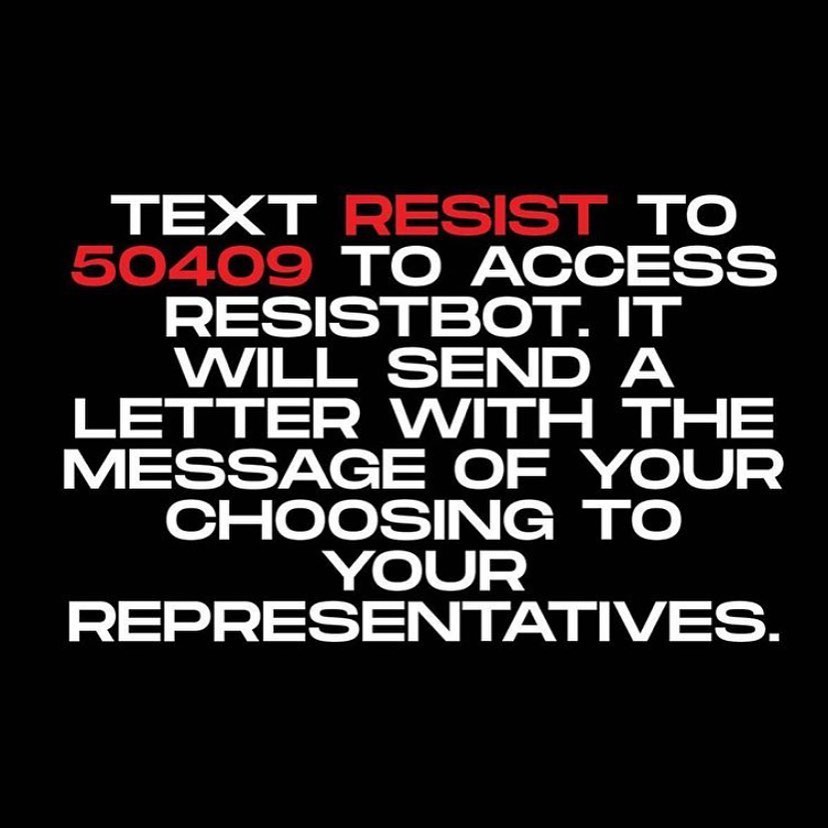 TEXT RESIST TO
50409 TO ACCESS
RESISTBOT. IT
WILL SEND A
LETTER WITH THE
MESSAGE OF YOUR
CHOOSING TO
YOUR
REPRESENTATIVES.